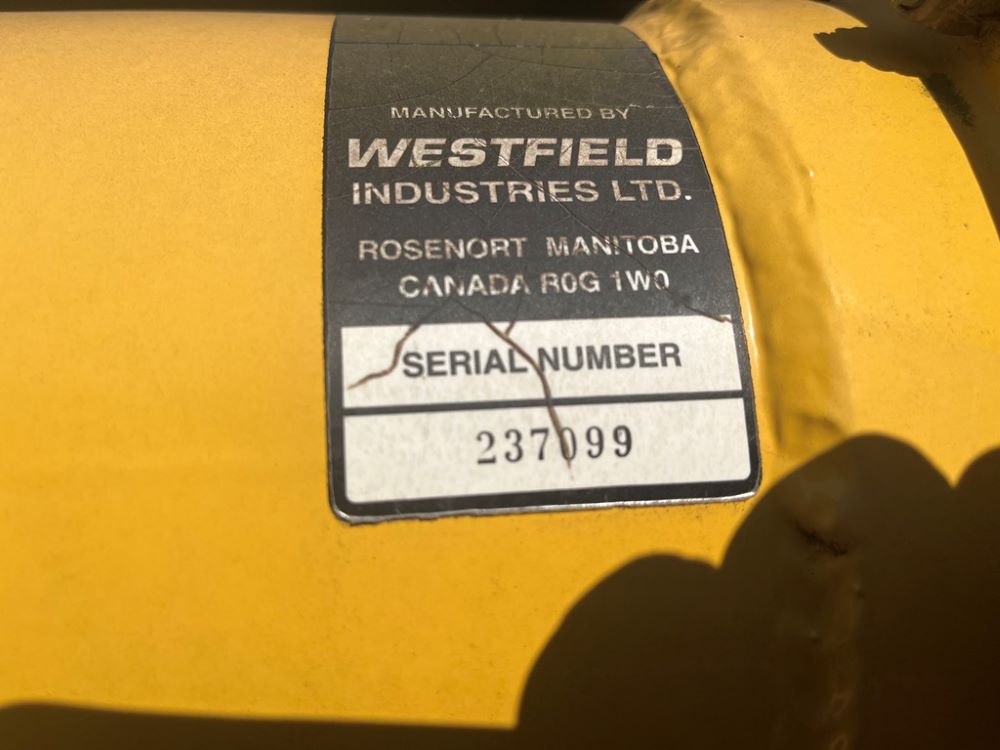 MANUFACTURED BY
WESTFIELD
INDUSTRIES LTD.
ROSENORT MANITOBA
CANADA R0G 1W0
SERIAL NUMBER
237099